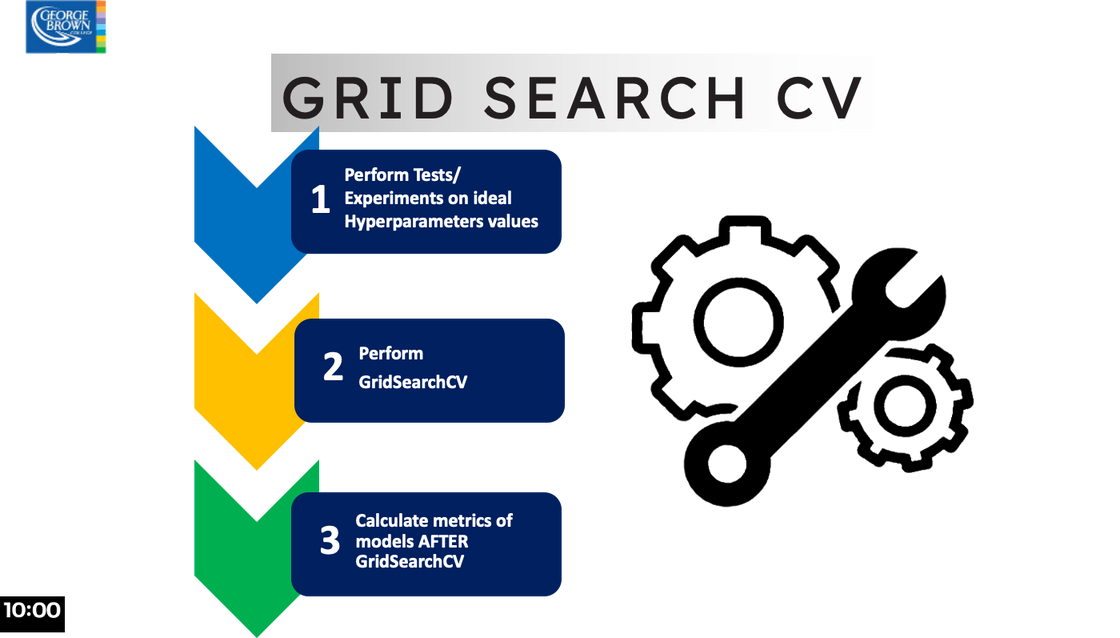 GEORGE
BROWN
COLLEGE
GRID SEARCH CV
1
Perform Tests/
Experiments on ideal
Hyperparameters values
2
Perform
GridSearchCV
3
Calculate metrics of
models AFTER
GridSearchCV
10:00